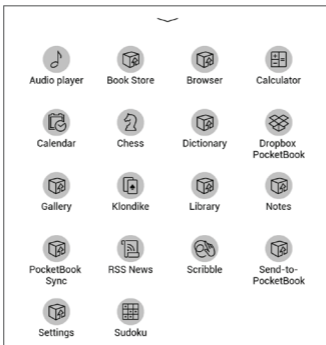 Audio player Book Store Browser Calculator
Calendar Chess Dictionary Dropbox
PocketBook
Gallery Klondike Library Notes
PocketBook RSS News Scribble Send-to-
Sync PocketBook
Settings Sudoku